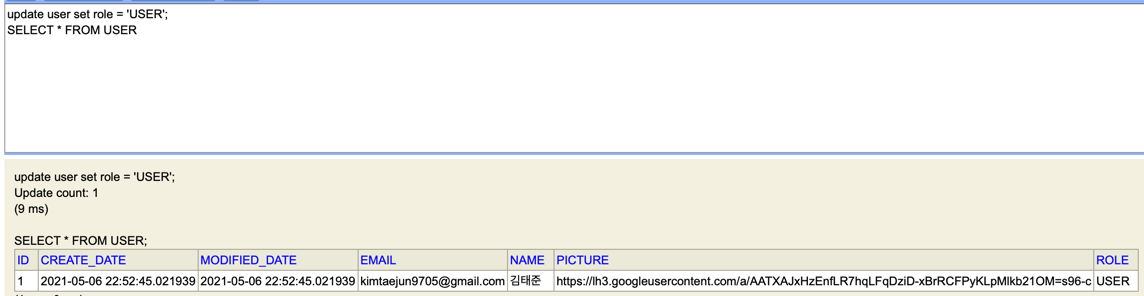 update user set role = 'USER';
SELECT * FROM USER
update user set role = 'USER';
Update count: 1
(9 ms)
SELECT * FROM USER;
ID CREATE_DATE MODIFIED_DATE EMAIL NAME PICTURE ROLE
1 2021-05-06 22:52:45.021939 2021-05-06 22:52:45.021939 kimtaejun9705@gmail.com 김태준 https://lh3.googleusercontent.com/a/AATXAJxHzEnfLR7hqLFqDziD-xBrRCFPyKLpMlkb21OM=s96-c USER